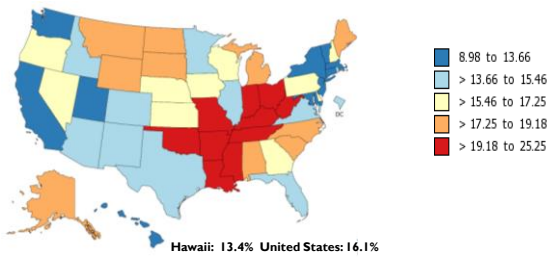 8.98 to 13.66
> 13.66 to 15.46
> 15.46 to 17.25
> 17.25 to 19.18
> 19.18 to 25.25
DC
Hawaii: 13.4% United States: 16.1%